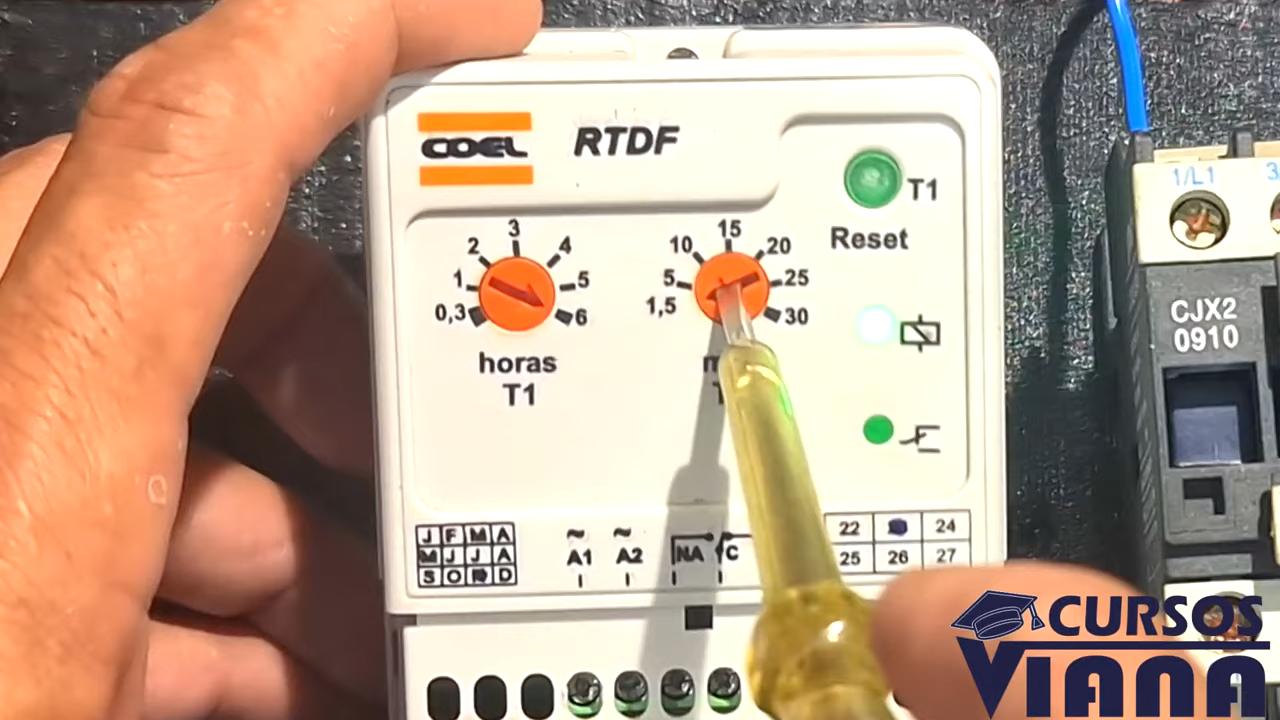 COEL
RTDF
T1
Reset
0,3 1 2 3 4 5 6
horas
T1
1,5 5 10 15 20 25 30
J F M A
M J J A
S O N D
A1
A2
NA
C
22
24
25 26 27
1/L1
CJX2
0910
CURSOS
VIANA